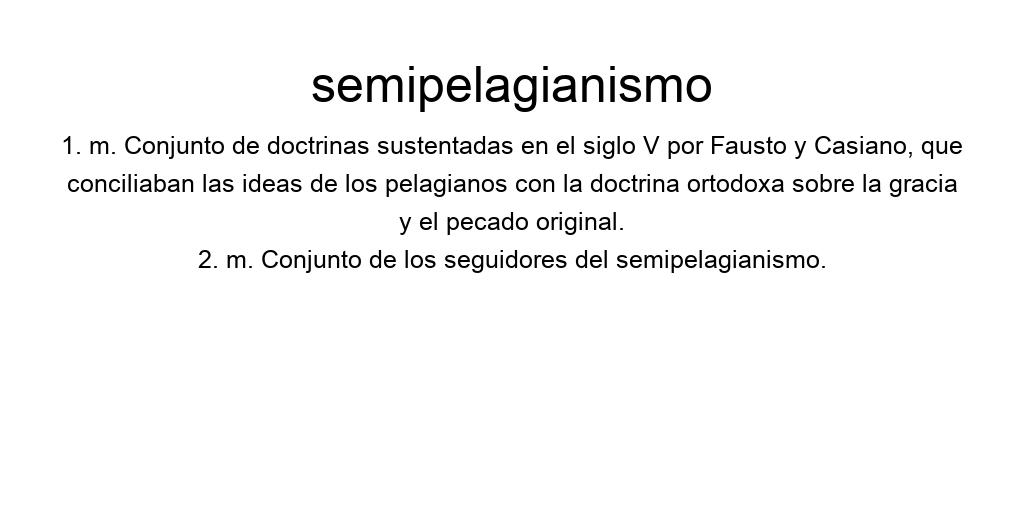 semipelagianismo
1. m. Conjunto de doctrinas sustentadas en el siglo V por Fausto y Casiano, que
conciliaban las ideas de los pelagianos con la doctrina ortodoxa sobre la gracia
y el pecado original.
2. m. Conjunto de los seguidores del semipelagianismo.